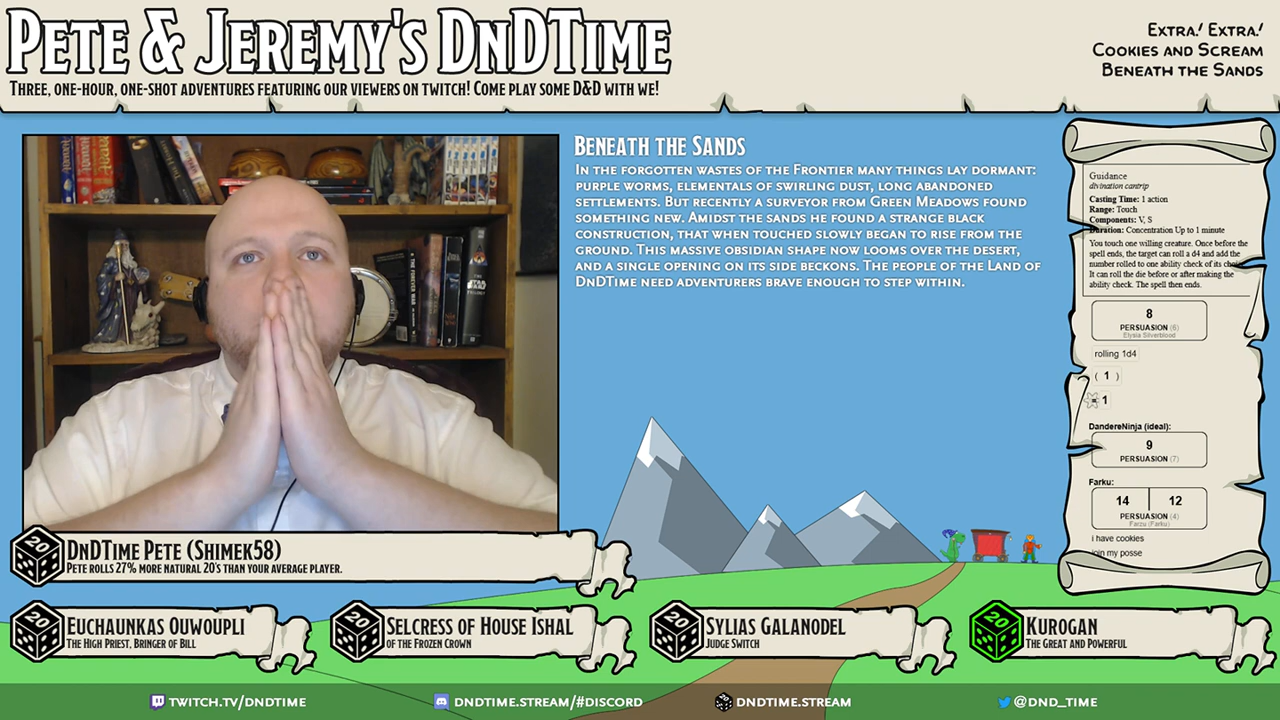 PETE & JEREMY'S DNDTIME
THREE, ONE-HOUR, ONE-SHOT ADVENTURES FEATURING OUR VIEWERS ON TWITCH! COME PLAY SOME D&D WITH WE!
EXTRA! EXTRA!
COOKIES AND SCREAM
BENEATH THE SANDS
BENEATH THE SANDS
IN THE FORGOTTEN WASTES OF THE FRONTIER MANY THINGS LAY DORMANT:
PURPLE WORMS, ELEMENTALS OF SWIRLING DUST, LONG ABANDONED
SETTLEMENTS. BUT RECENTLY A SURVEYOR FROM GREEN MEADOWS FOUND
SOMETHING NEW. AMIDST THE SANDS HE FOUND A STRANGE BLACK
CONSTRUCTION, THAT WHEN TOUCHED SLOWLY BEGAN TO RISE FROM THE
GROUND. THIS MASSIVE OBSIDIAN SHAPE NOW LOOMS OVER THE DESERT,
AND A SINGLE OPENING ON ITS SIDE BECKONS. THE PEOPLE OF THE LAND OF
DNDTIME NEED ADVENTURERS BRAVE ENOUGH TO STEP WITHIN.
Guidance
divination cantrip
Casting Time: 1 action
Range: Touch
Components: V, S
Duration: Concentration Up to 1 minute
You touch one willing creature. Once before the
spell ends, the target can roll a d4 and add the
number rolled to one ability check of its choice.
It can roll the die before or after making the
ability check. The spell then ends.
8
PERSUASION (6)
Elysia Silverblood
rolling 1d4
( 1 )
1
DandereNinja (ideal):
9
PERSUASION (7)
Farku:
14 12
PERSUASION (4)
Farzu (Farku)
i have cookies
join my posse
THE FOREVER WAR
STAR WARS
TRILOGY
DNDTIME PETE (SHIMEK58)
PETE ROLLS 27% MORE NATURAL 20'S THAN YOUR AVERAGE PLAYER.
20
20
EUCHAUNKAS OUWOUPLI
THE HIGH PRIEST, BRINGER OF BILL
20
SELCRESS OF HOUSE ISHAL
OF THE FROZEN CROWN
20
SYLIAS GALANODEL
JUDGE SWITCH
20
KUROGAN
THE GREAT AND POWERFUL
TWITCH.TV/DNDTIME
DNDTIME.STREAM/#DISCORD
DNDTIME.STREAM
@DND_TIME